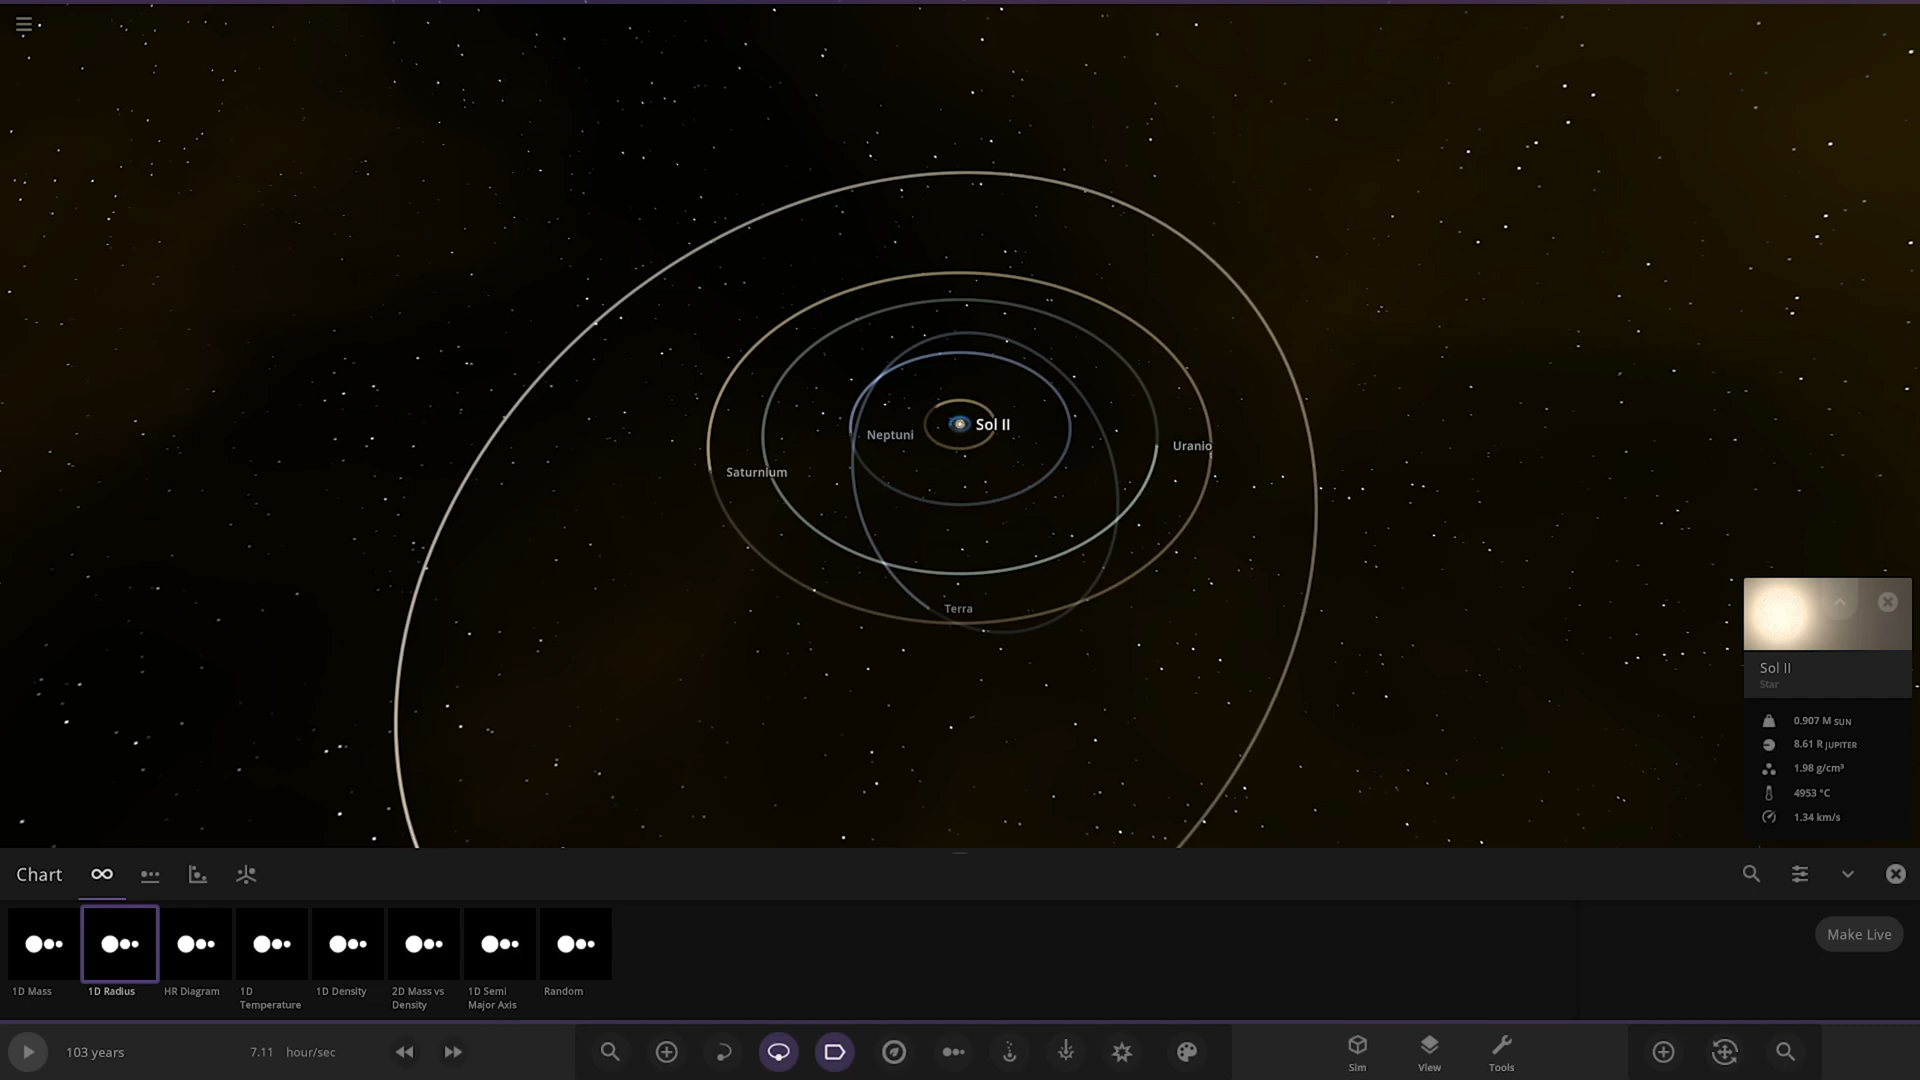 Sol II
Neptuni
Uranio
Saturnium
Terra
Sol II
Star
0.907 M SUN
8.61 R JUPITER
1.98 g/cm³
4953 °C
1.34 km/s
Chart
Make Live
1D Mass
1D Radius
HR Diagram
1D
Temperature
1D Density
2D Mass vs
Density
1D Semi
Major Axis
Random
103 years
7.11 hour/sec
Sim
View
Tools